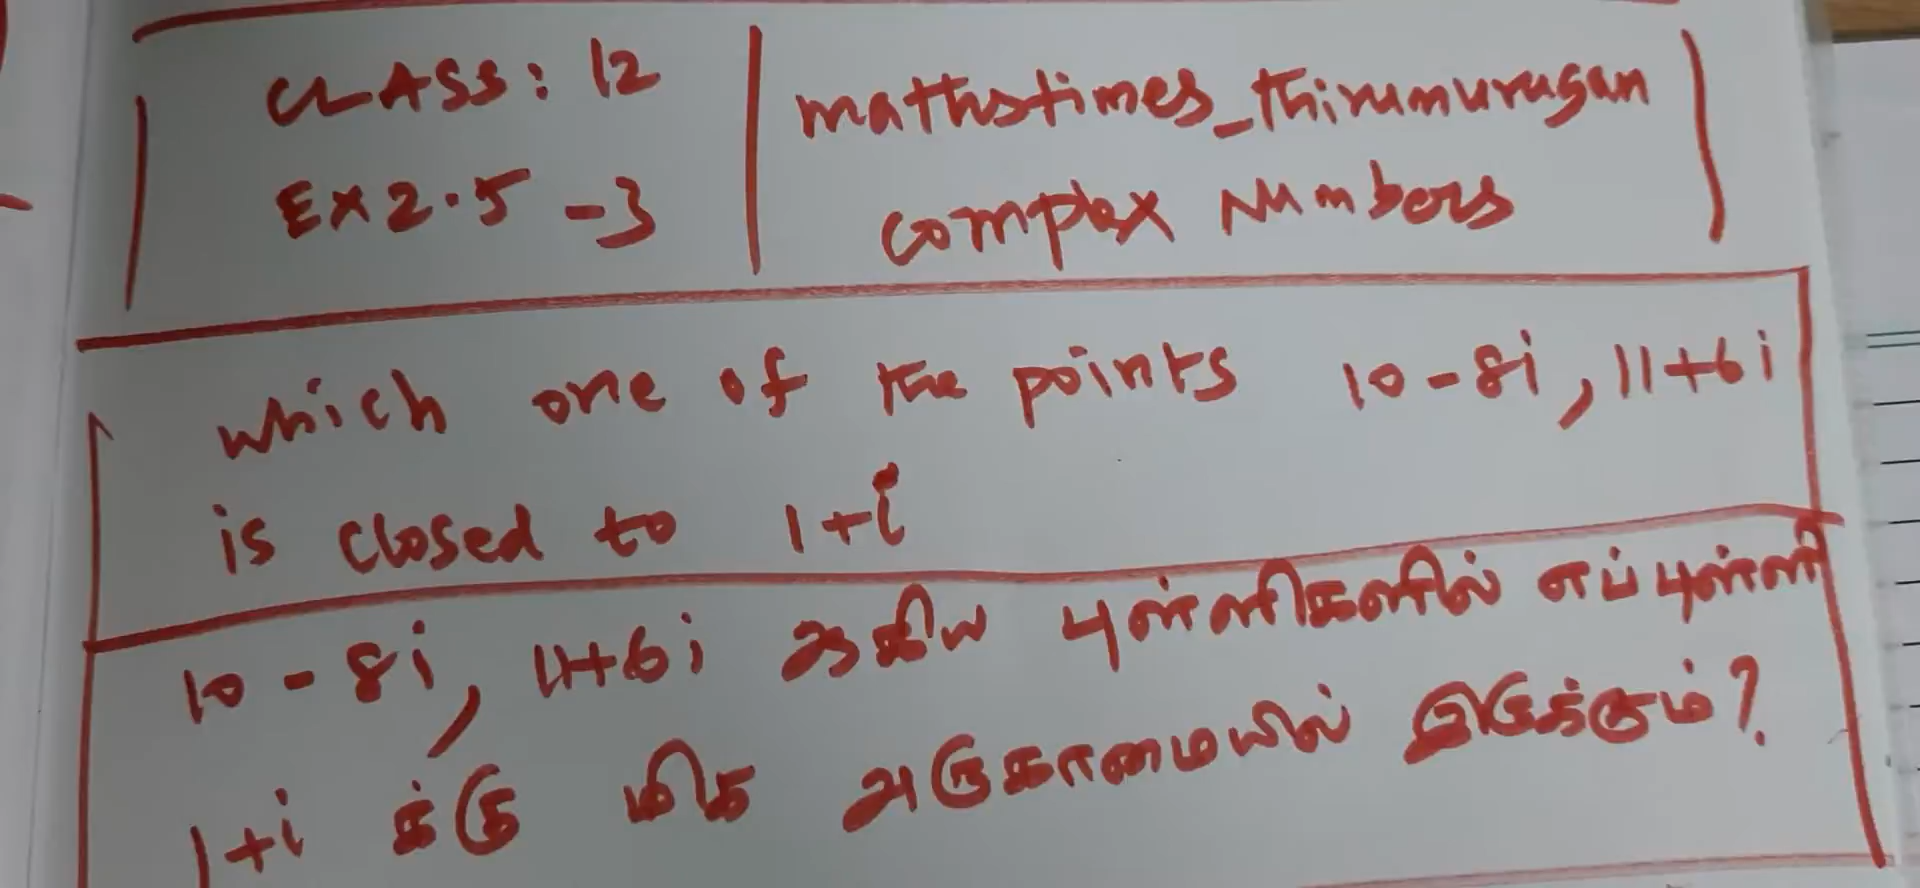 CLASS: 12
EX 2.5 - 3
mathstimes_thirumurugan
complex Numbers
which one of the points 10-8i, 11+6i
is closed to 1+i
10-8i, 11+6i ஆகிய புள்ளிகளில் எப்புள்ளி
1+i க்கு மிக அருகாமையில் இருக்கும்?